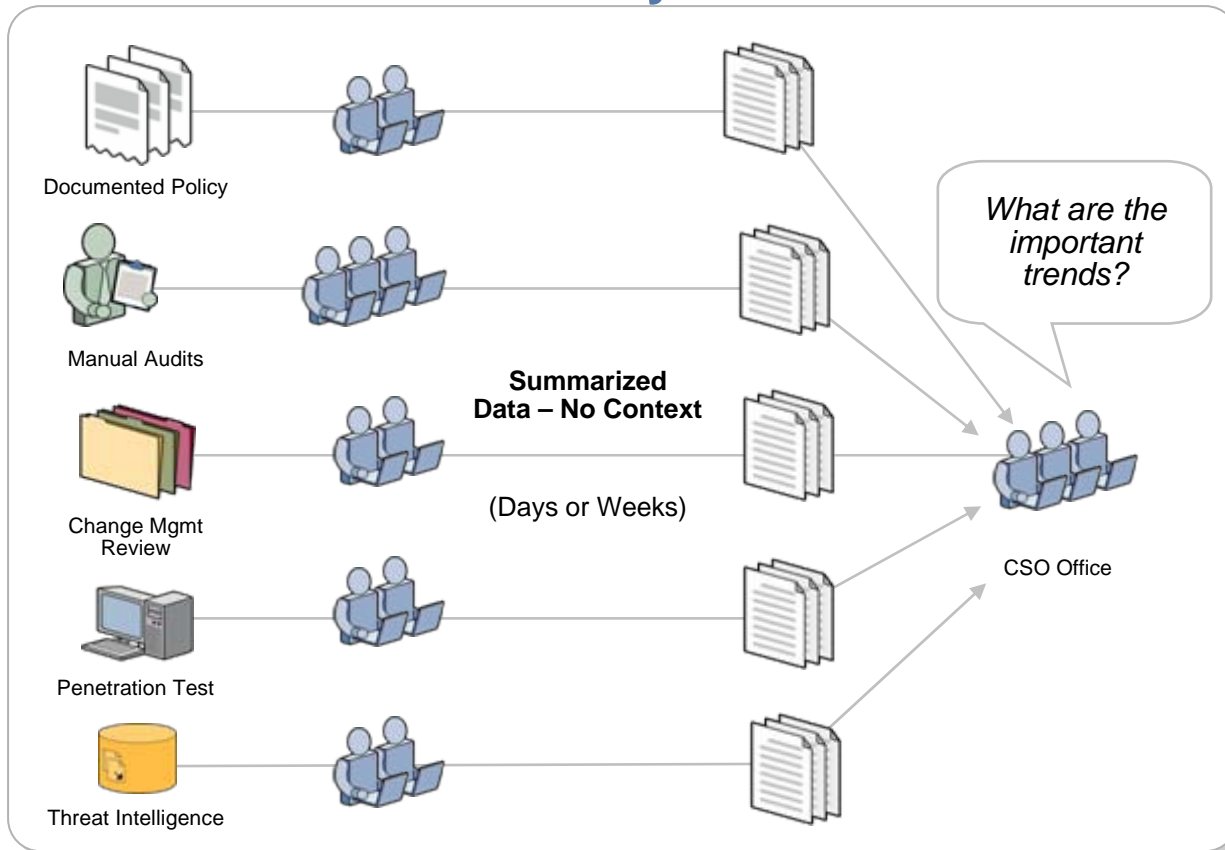 Documented Policy
What are the
important
trends?
Manual Audits
Summarized
Data – No Context
(Days or Weeks)
Change Mgmt
Review
CSO Office
Penetration Test
Threat Intelligence